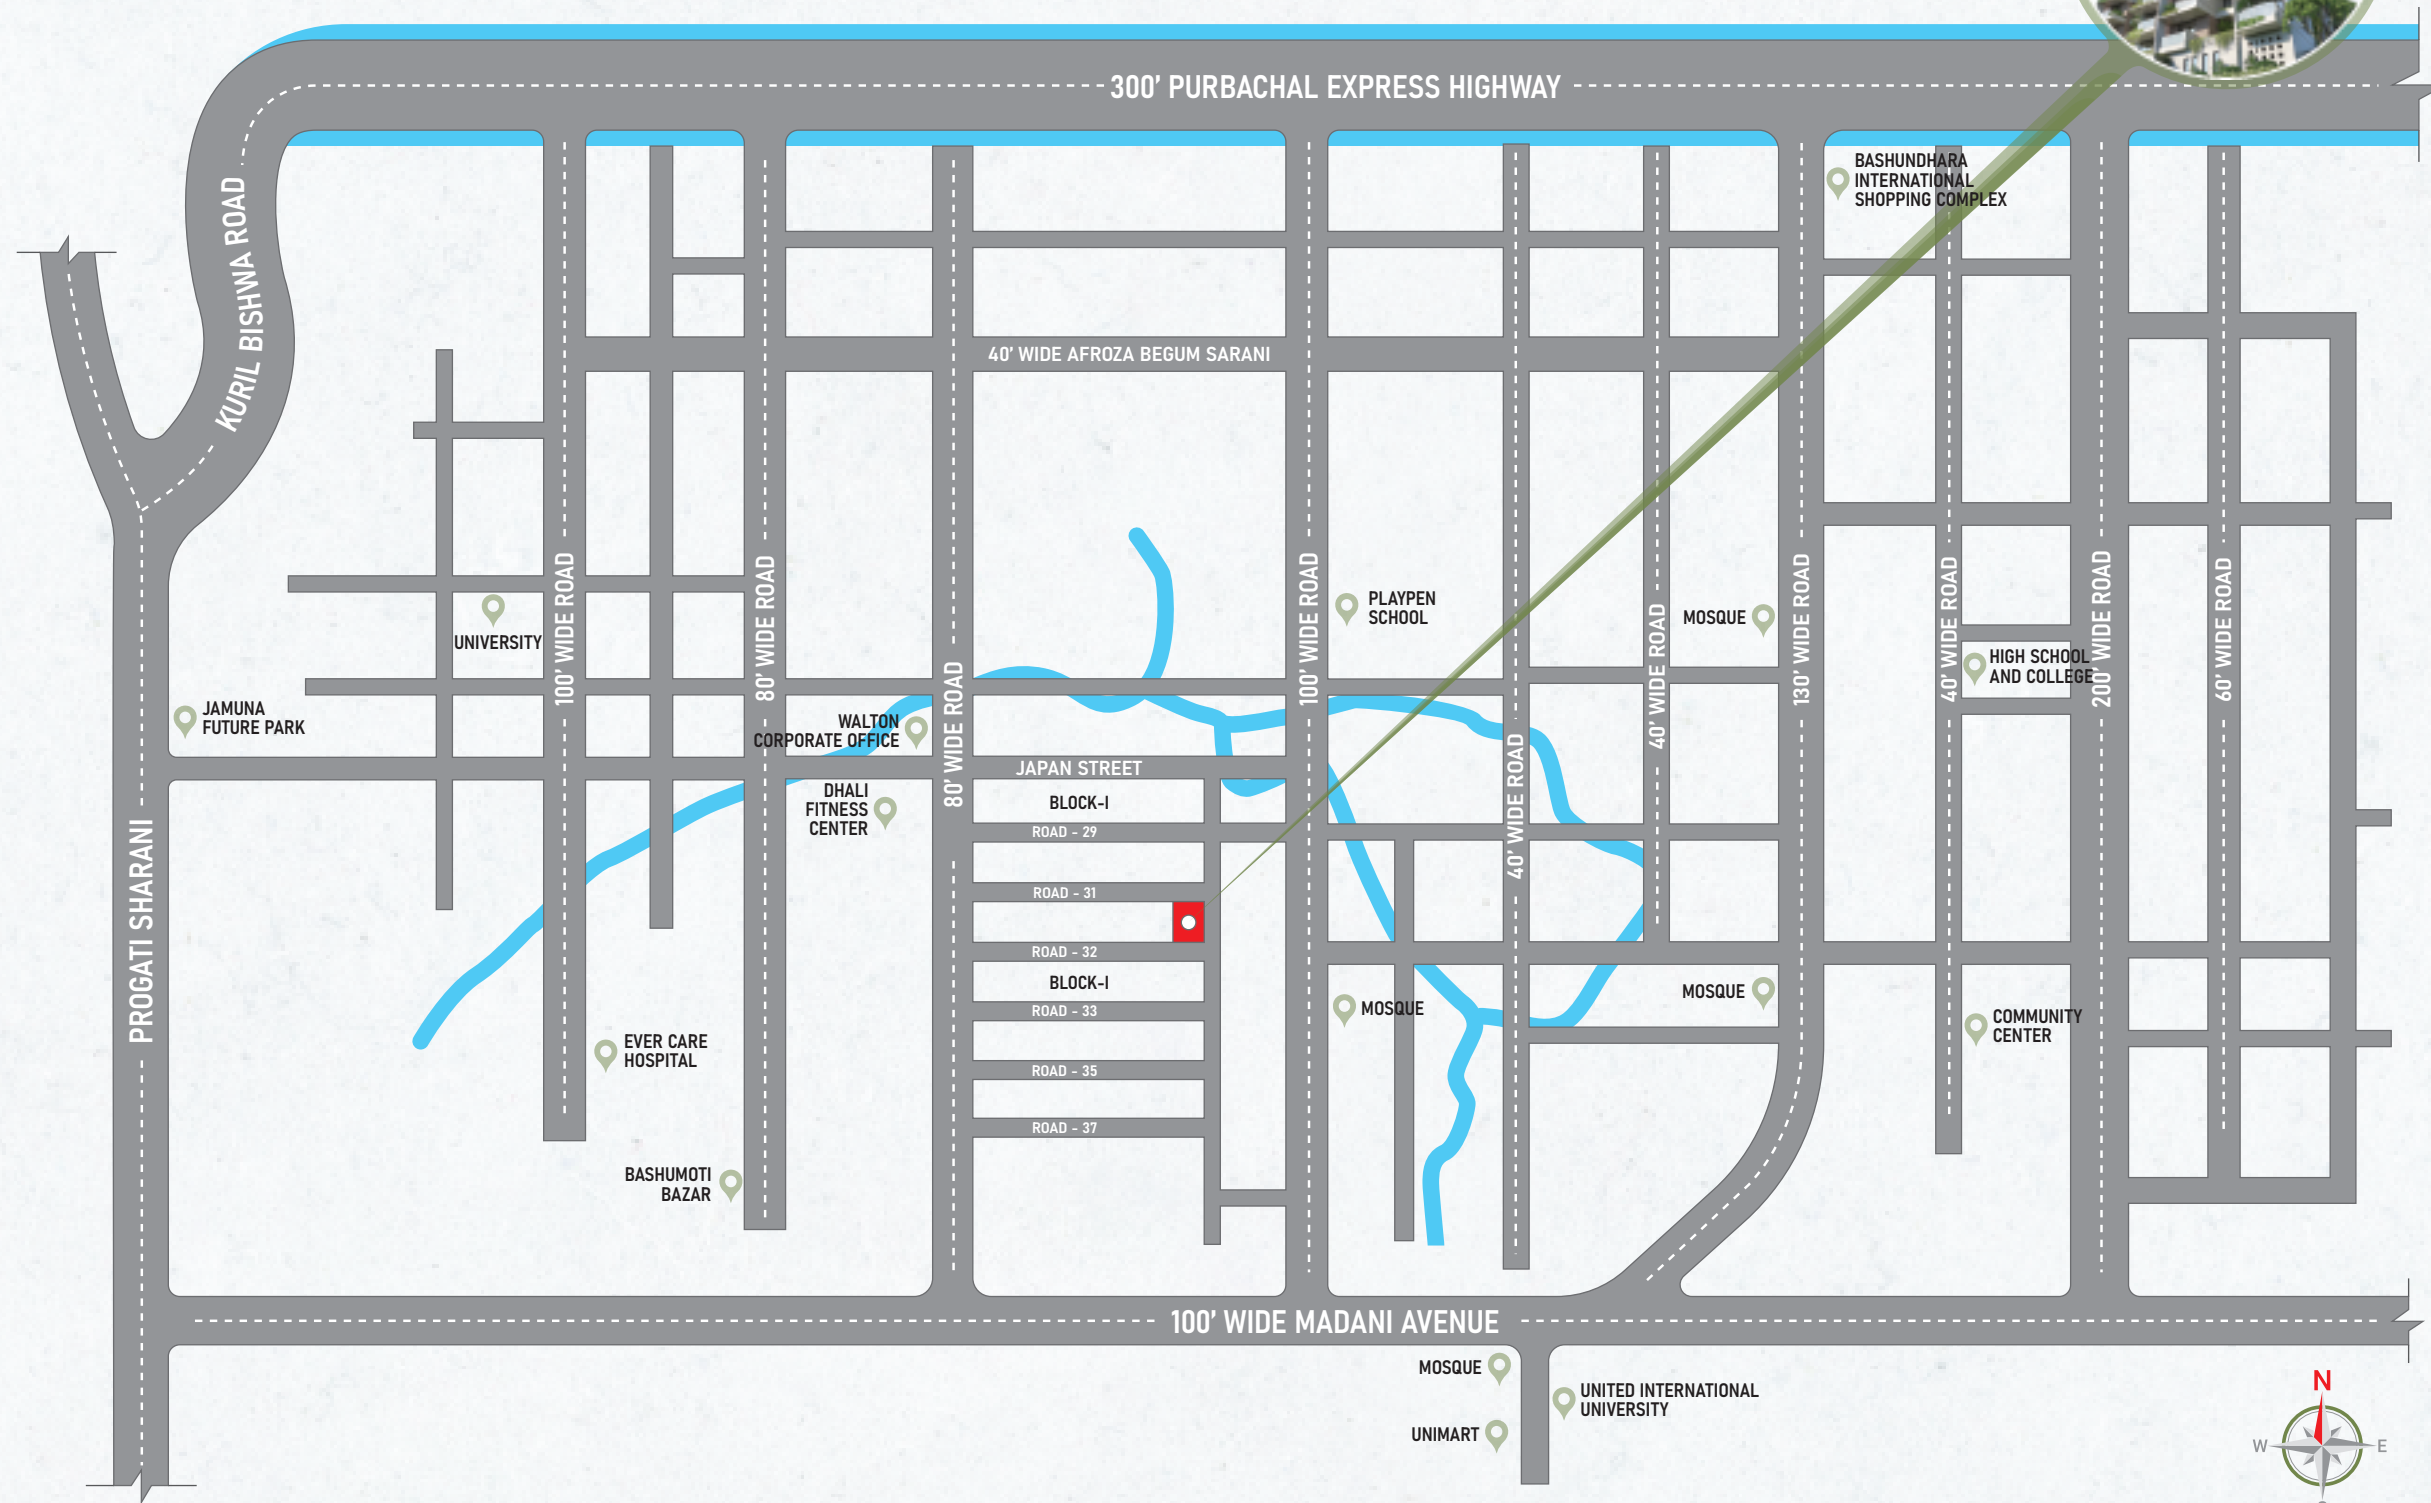 300' PURBACHAL EXPRESS HIGHWAY
BASHUNDHARA
INTERNATIONAL
SHOPPING COMPLEX
KURIL BISHWA ROAD
40' WIDE AFROZA BEGUM SARANI
100' WIDE ROAD
80' WIDE ROAD
80' WIDE ROAD
100' WIDE ROAD
40' WIDE ROAD
40' WIDE ROAD
130' WIDE ROAD
40' WIDE ROAD
200' WIDE ROAD
60' WIDE ROAD
UNIVERSITY
PLAYPEN
SCHOOL
MOSQUE
HIGH SCHOOL
AND COLLEGE
JAMUNA
FUTURE PARK
WALTON
CORPORATE OFFICE
JAPAN STREET
DHALI
FITNESS
CENTER
BLOCK-I
ROAD - 29
ROAD - 31
ROAD - 32
BLOCK-I
ROAD - 33
ROAD - 35
ROAD - 37
PROGATI SHARANI
MOSQUE
MOSQUE
COMMUNITY
CENTER
EVER CARE
HOSPITAL
BASHUMOTI
BAZAR
100' WIDE MADANI AVENUE
MOSQUE
UNITED INTERNATIONAL
UNIVERSITY
UNIMART
N
W
E